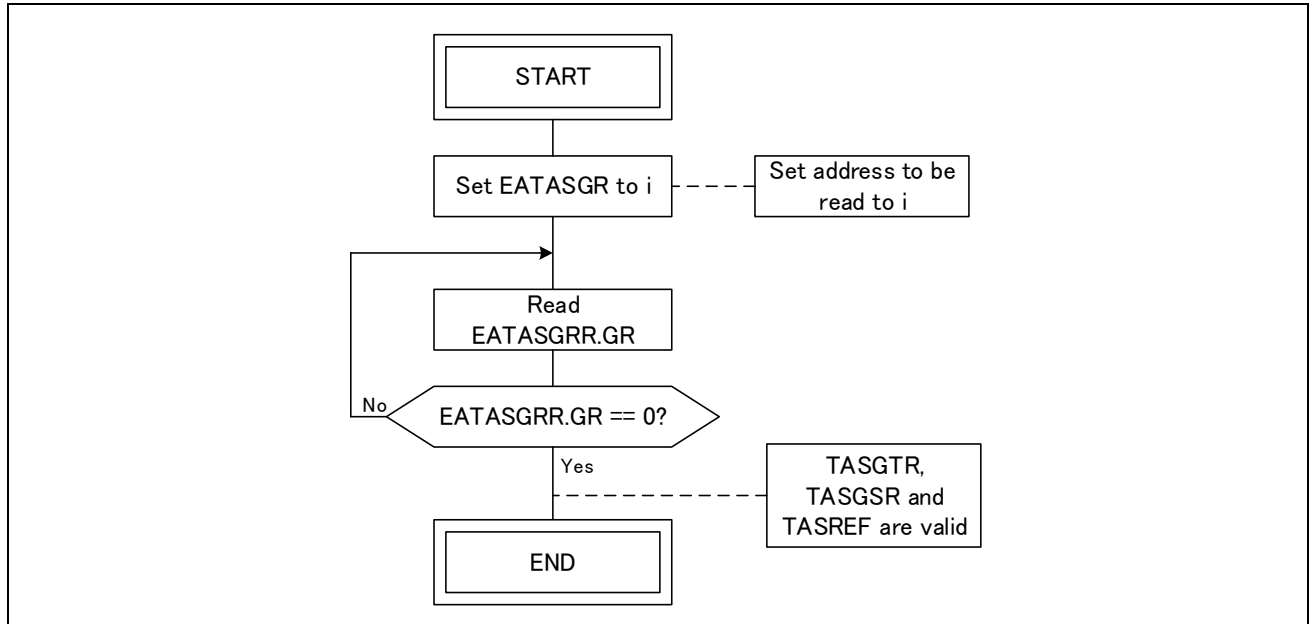 START
Set EATASGR to i
Set address to be
read to i
Read
EATASGRR.GR
No
EATASGRR.GR == 0?
Yes
TASGTR,
TASGSR and
TASREF are valid
END